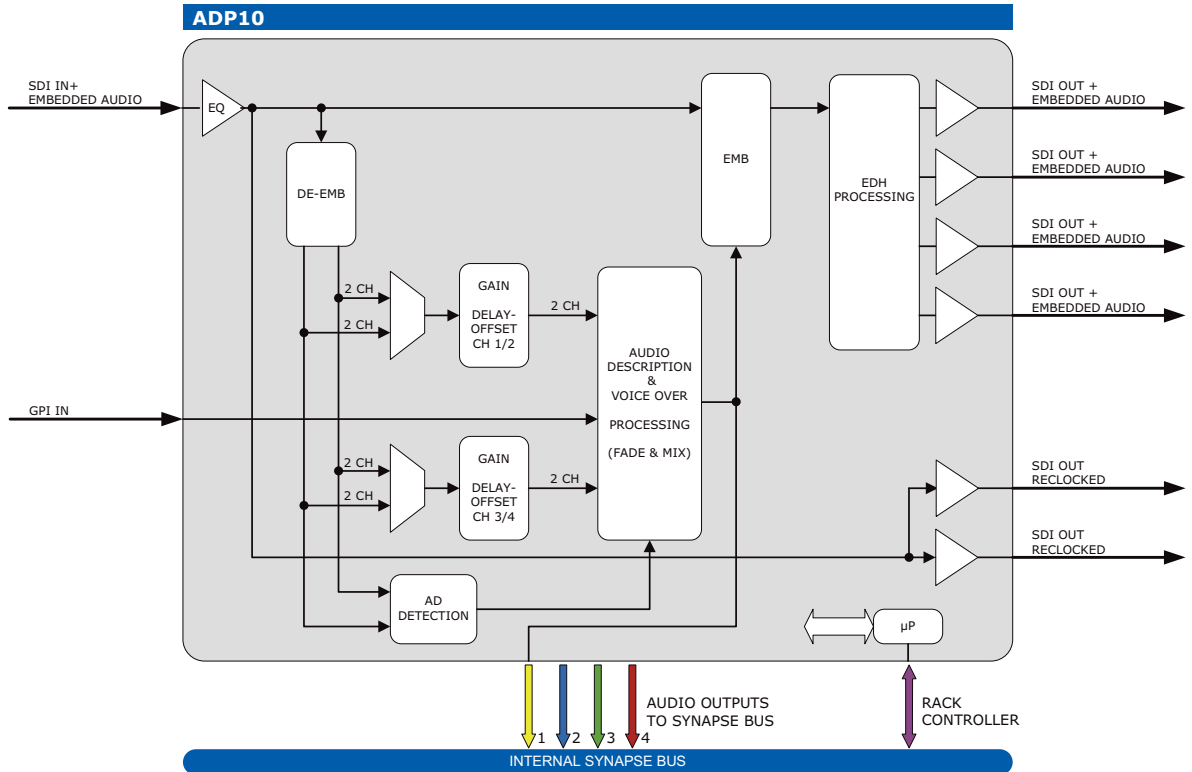 ADP10
SDI IN+
EMBEDDED AUDIO
EQ
DE-EMB
EMB
EDH
PROCESSING
SDI OUT +
EMBEDDED AUDIO
SDI OUT +
EMBEDDED AUDIO
SDI OUT +
EMBEDDED AUDIO
SDI OUT +
EMBEDDED AUDIO
2 CH
2 CH
GAIN
DELAY-
OFFSET
CH 1/2
2 CH
AUDIO
DESCRIPTION
&
VOICE OVER
PROCESSING
(FADE & MIX)
GPI IN
2 CH
2 CH
GAIN
DELAY-
OFFSET
CH 3/4
2 CH
SDI OUT
RECLOCKED
SDI OUT
RECLOCKED
AD
DETECTION
µP
1
2
3
4
AUDIO OUTPUTS
TO SYNAPSE BUS
RACK
CONTROLLER
INTERNAL SYNAPSE BUS